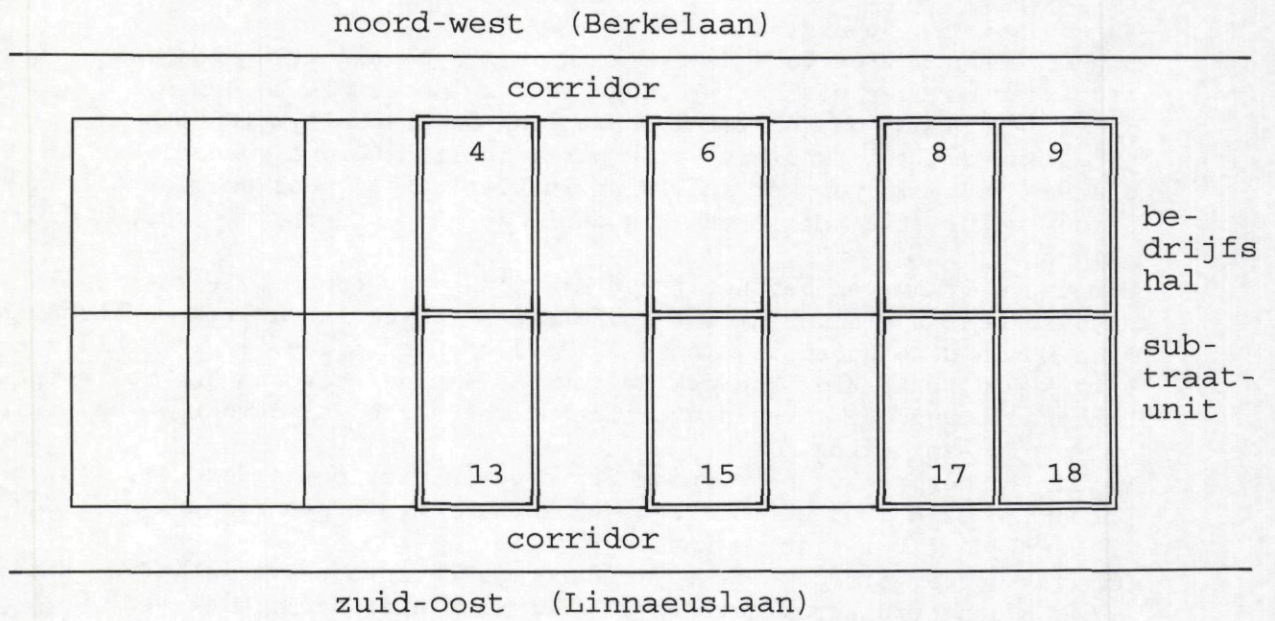 noord-west (Berkelaan)
corridor
4 6 8 9
be-
drijfs
hal
sub-
traat-
unit
13 15 17 18
corridor
zuid-oost (Linnaeuslaan)